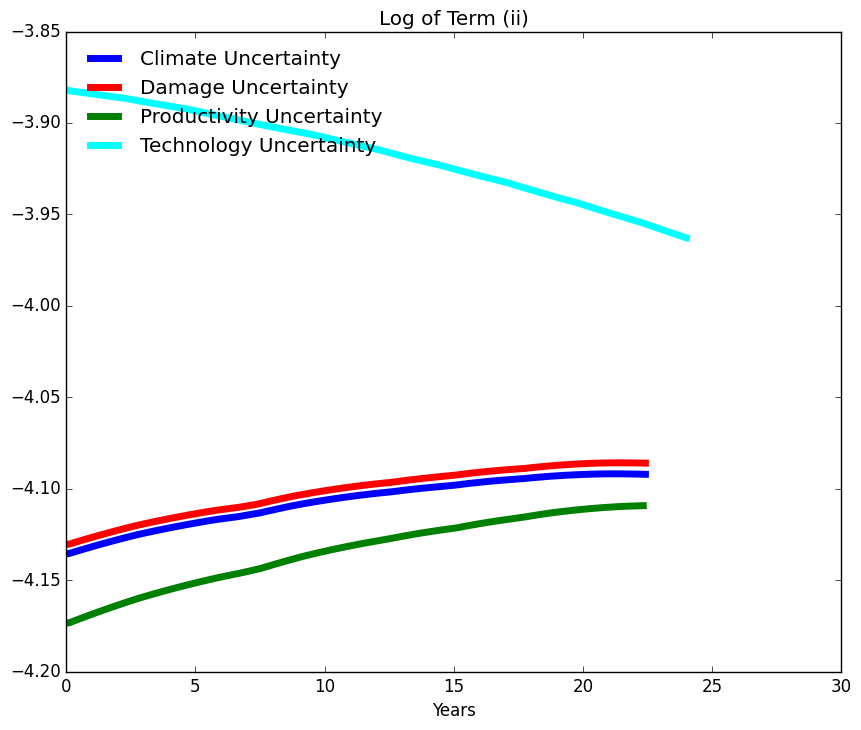 Log of Term (ii)
−3.85
−3.90
−3.95
−4.00
−4.05
−4.10
−4.15
−4.20
Climate Uncertainty
Damage Uncertainty
Productivity Uncertainty
Technology Uncertainty
0 5 10 15 20 25 30
Years